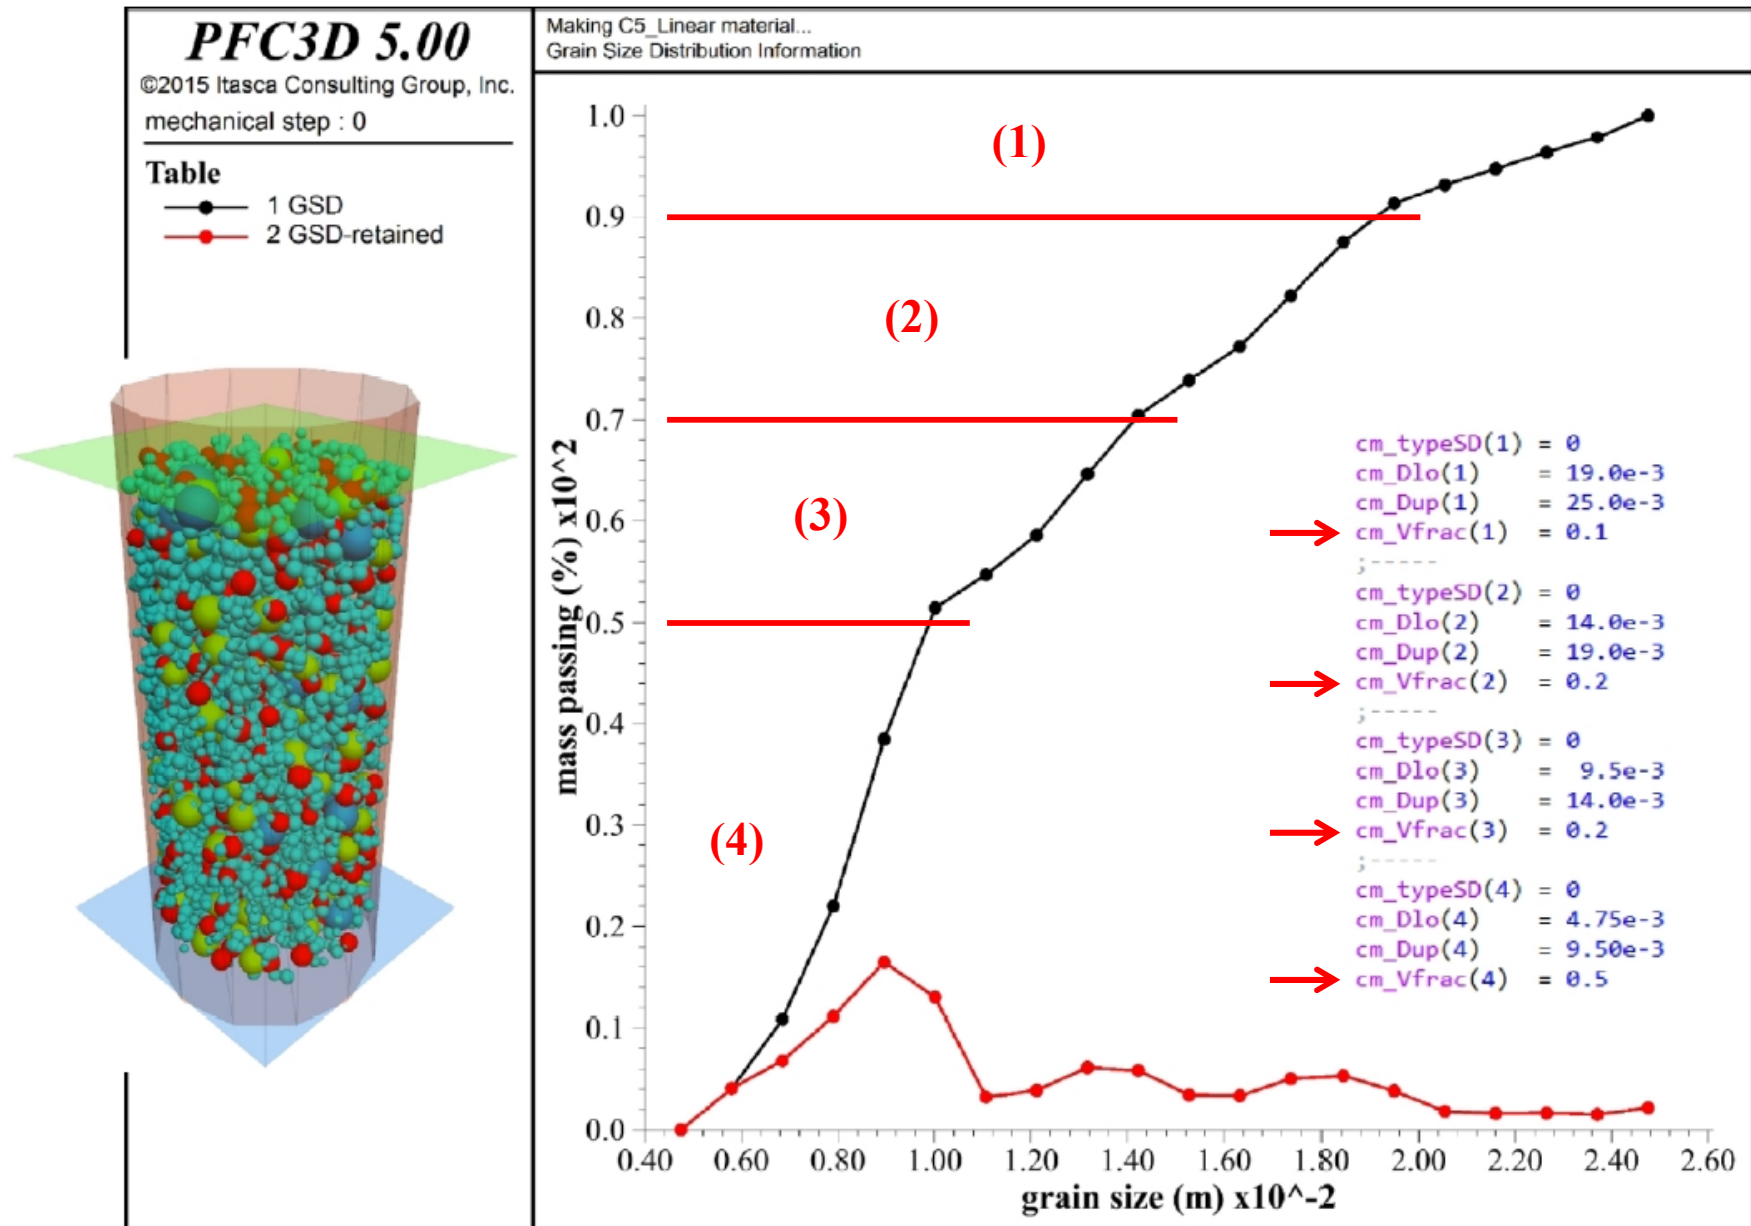 PFC3D 5.00
©2015 Itasca Consulting Group, Inc.
mechanical step : 0
Table
1 GSD
2 GSD-retained
Making C5_Linear material...
Grain Size Distribution Information
mass passing (%) x10^2
1.0
0.9
0.8
0.7
0.6
0.5
0.4
0.3
0.2
0.1
0.0
(1)
(2)
(3)
(4)
cm_typeSD(1) = 0
cm_Dlo(1) = 19.0e-3
cm_Dup(1) = 25.0e-3
cm_Vfrac(1) = 0.1
;-----
cm_typeSD(2) = 0
cm_Dlo(2) = 14.0e-3
cm_Dup(2) = 19.0e-3
cm_Vfrac(2) = 0.2
;-----
cm_typeSD(3) = 0
cm_Dlo(3) = 9.5e-3
cm_Dup(3) = 14.0e-3
cm_Vfrac(3) = 0.2
;-----
cm_typeSD(4) = 0
cm_Dlo(4) = 4.75e-3
cm_Dup(4) = 9.50e-3
cm_Vfrac(4) = 0.5
0.40 0.60 0.80 1.00 1.20 1.40 1.60 1.80 2.00 2.20 2.40 2.60
grain size (m) x10^-2